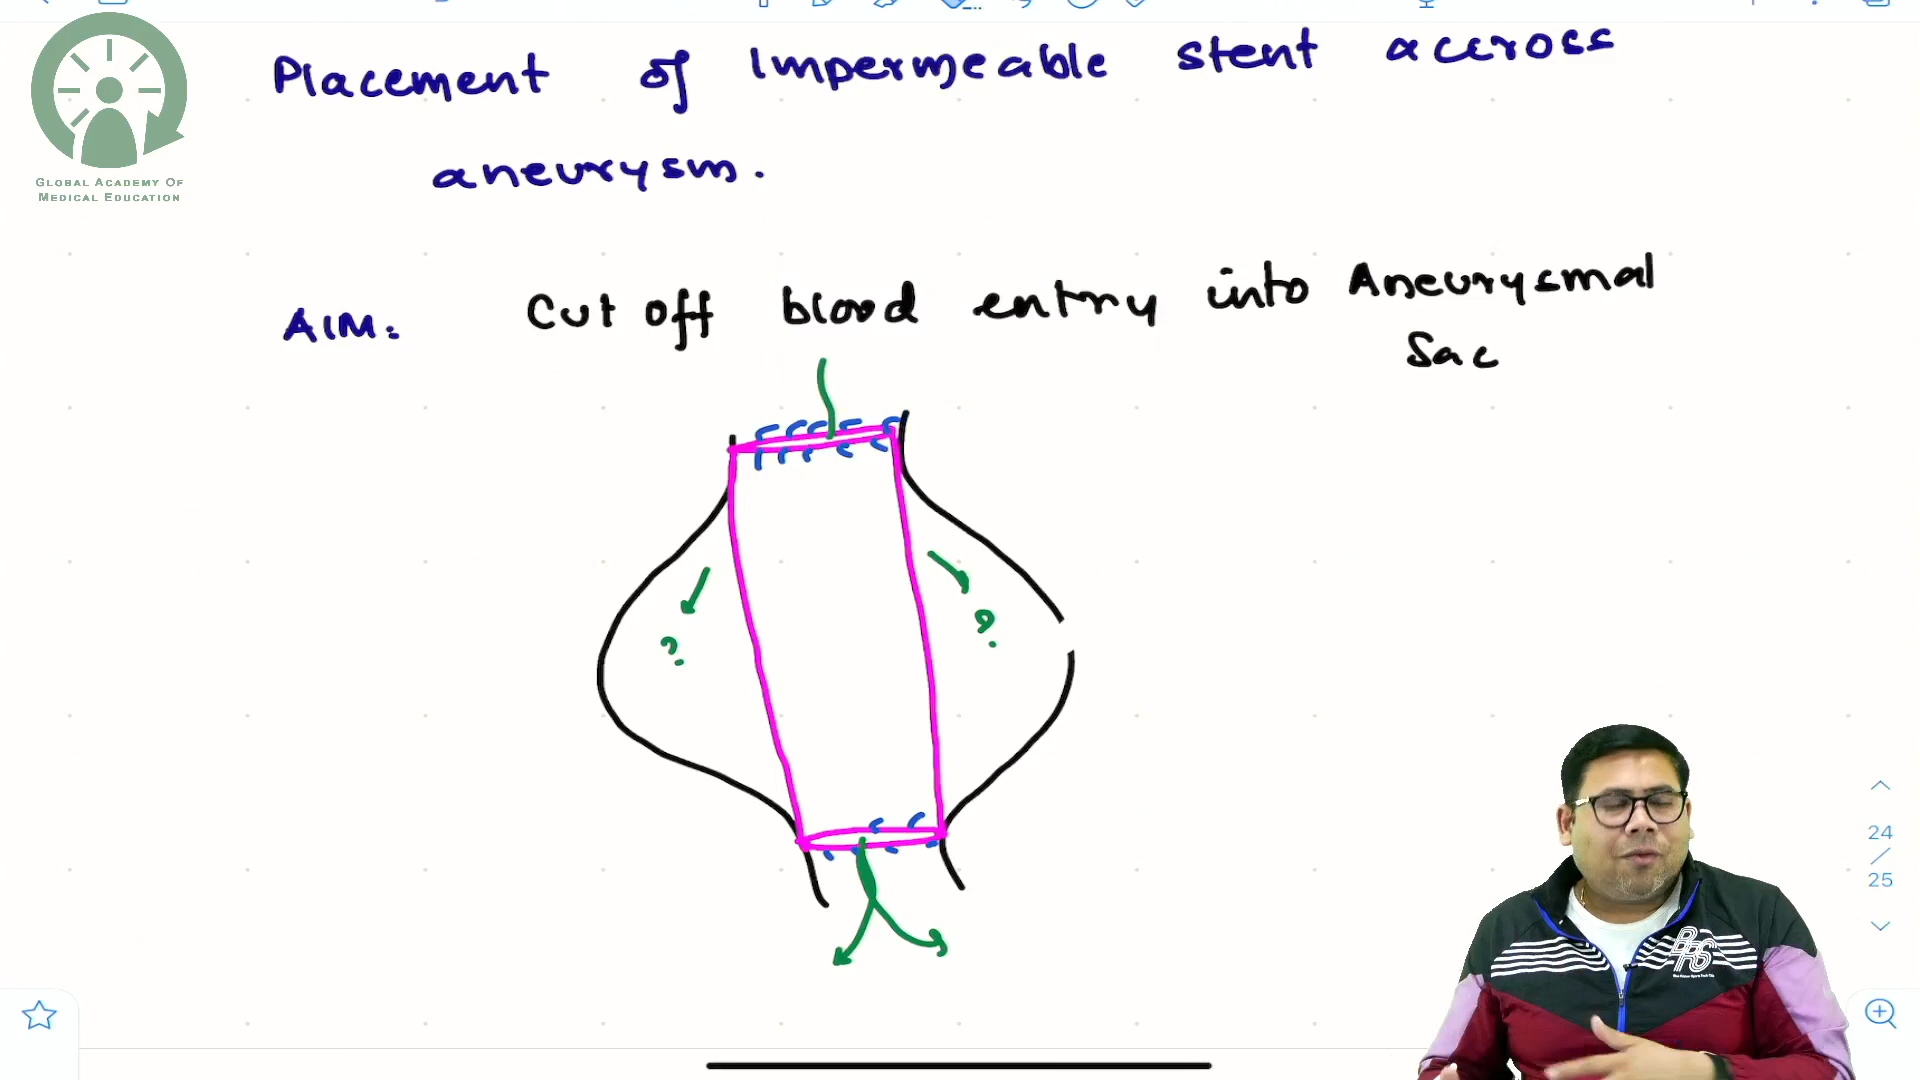 Placement of Impermeable stent accross
aneurysm.
GLOBAL ACADEMY OF
MEDICAL EDUCATION
AIM: Cut off blood entry into Aneurysmal
Sac
?
?
24
25